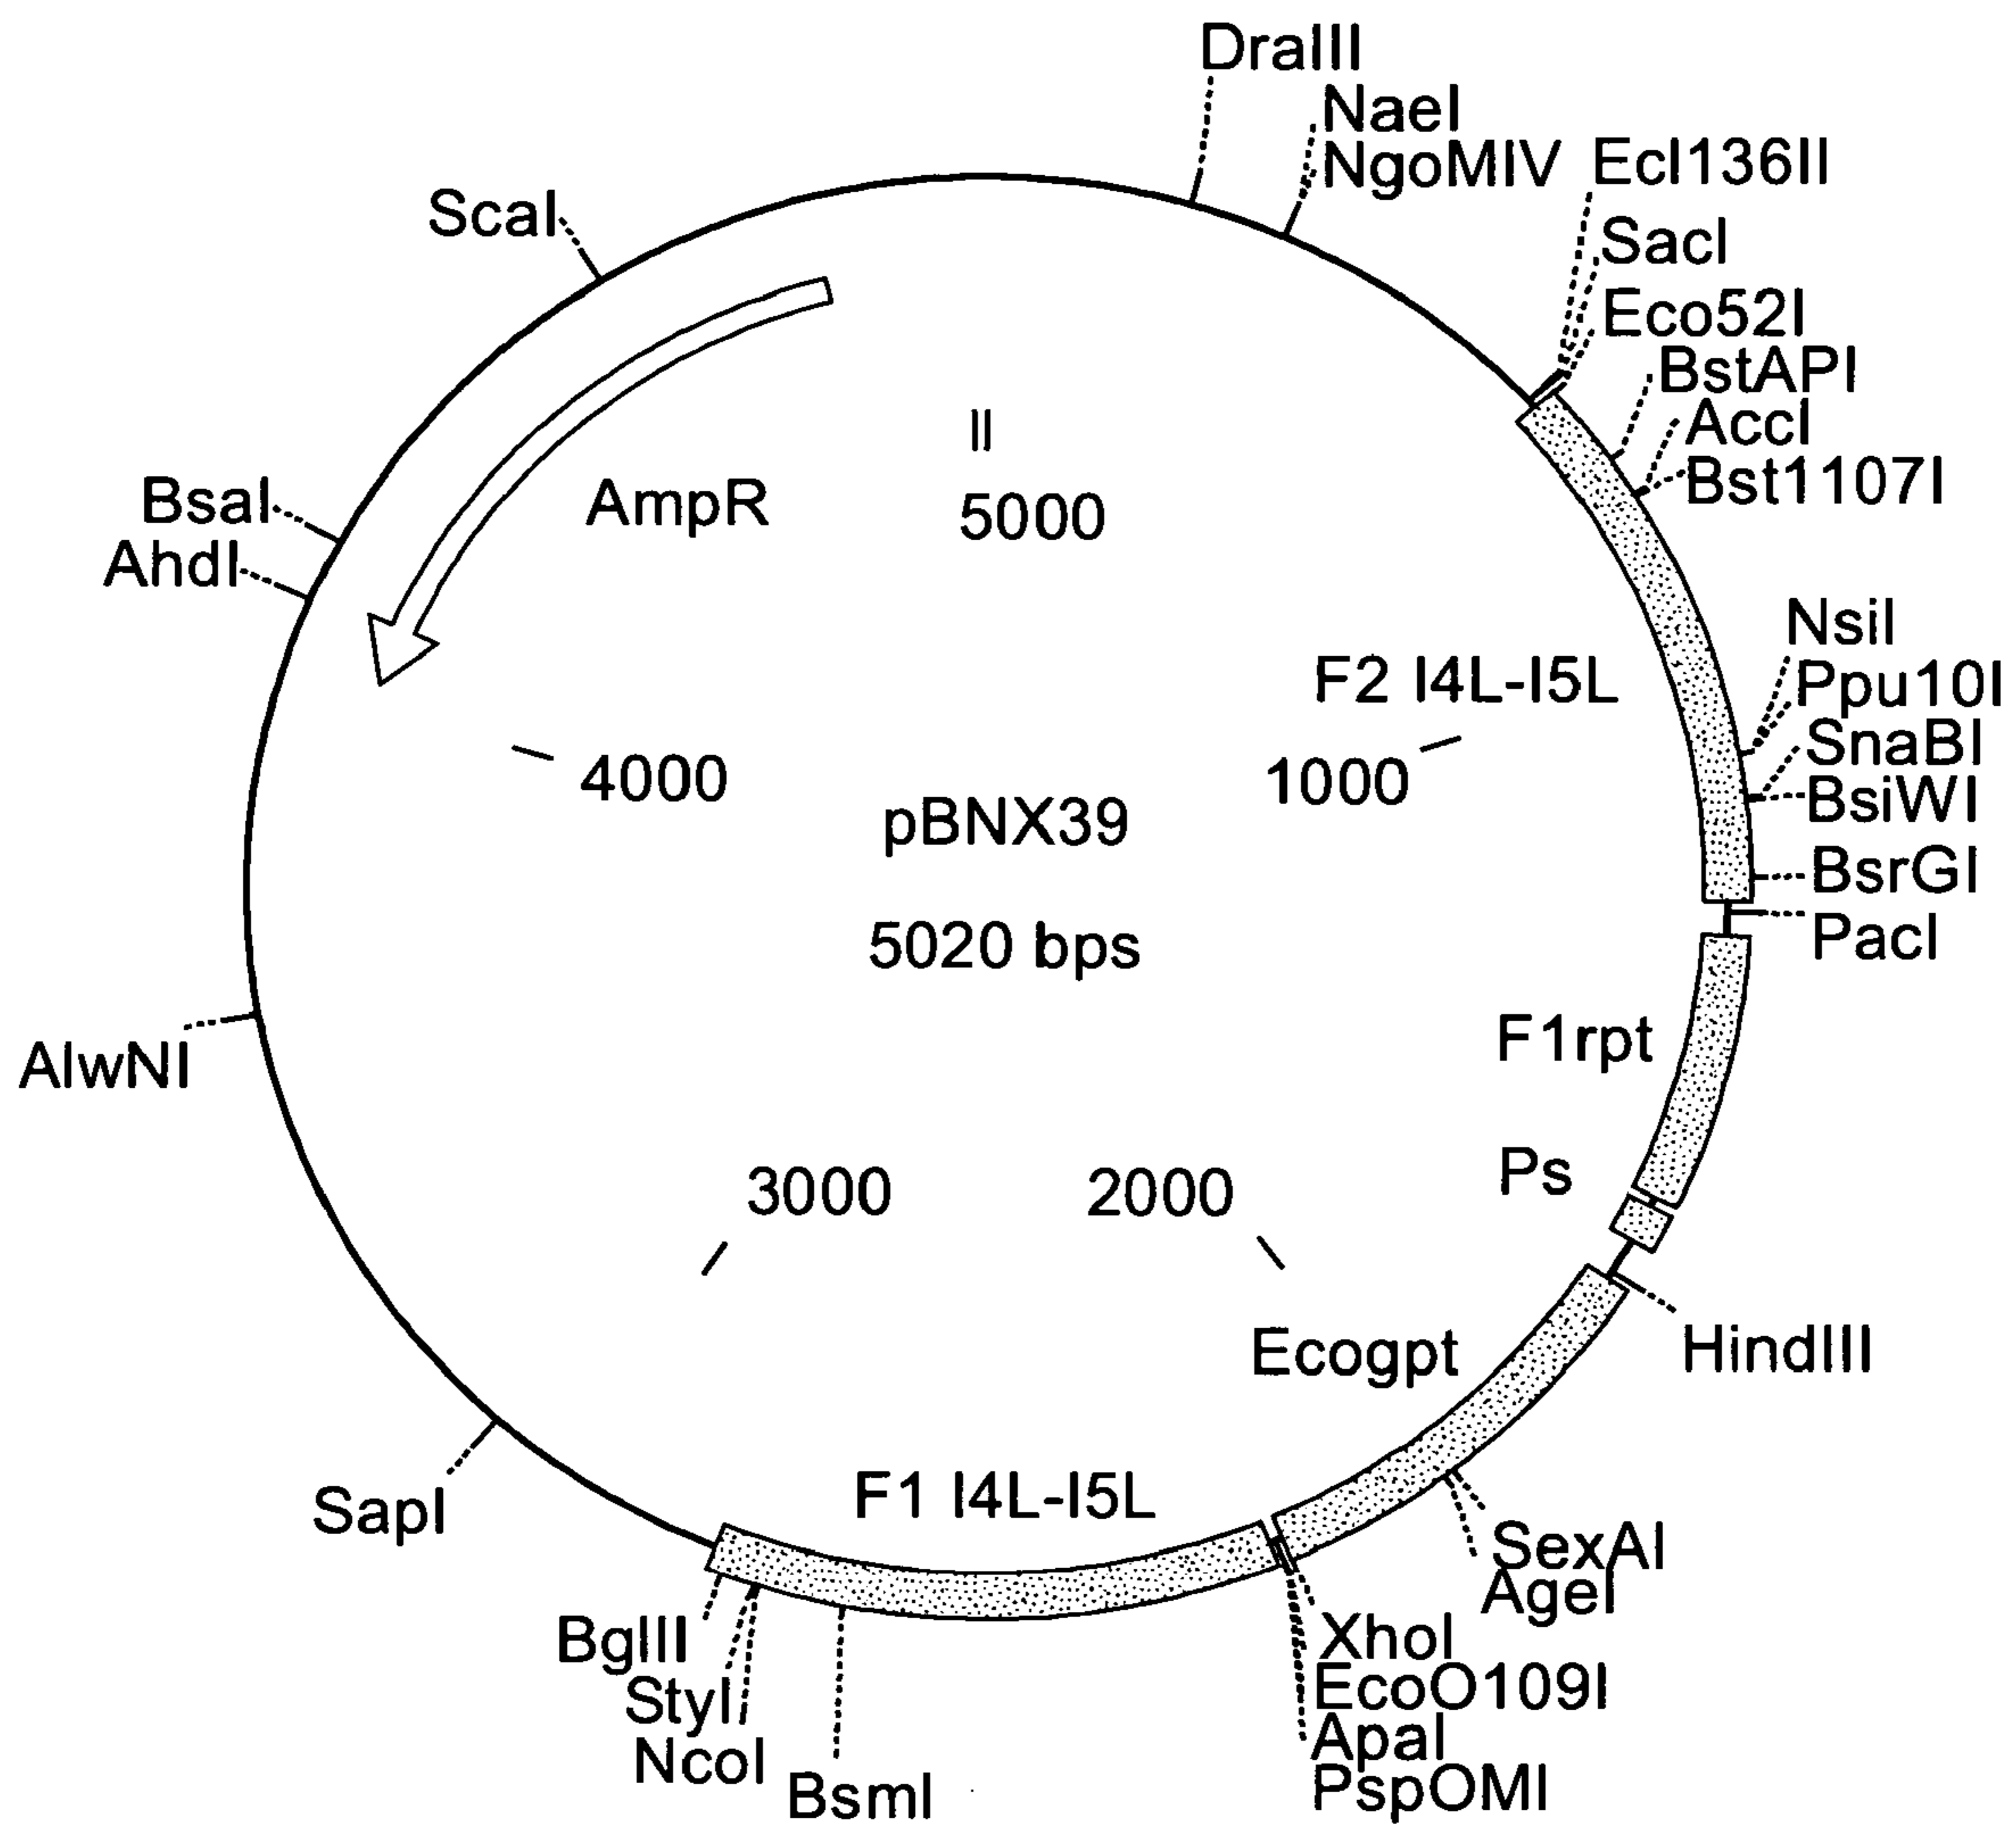 DraIII
NaeI
NgoMIV
Ecl136II
SacI
Eco52I
BstAPI
AccI
Bst1107I
NsiI
Ppu10I
SnaBI
BsiWI
BsrGI
PacI
HindIII
SexAI
AgeI
XhoI
EcoO109I
ApaI
PspOMI
BsmI
NcoI
StyI
BglII
SapI
AlwNI
AhdI
BsaI
ScaI
AmpR
5000
F2 I4L-I5L
1000
4000
pBNX39
5020 bps
F1rpt
Ps
3000
2000
Ecogpt
F1 I4L-I5L